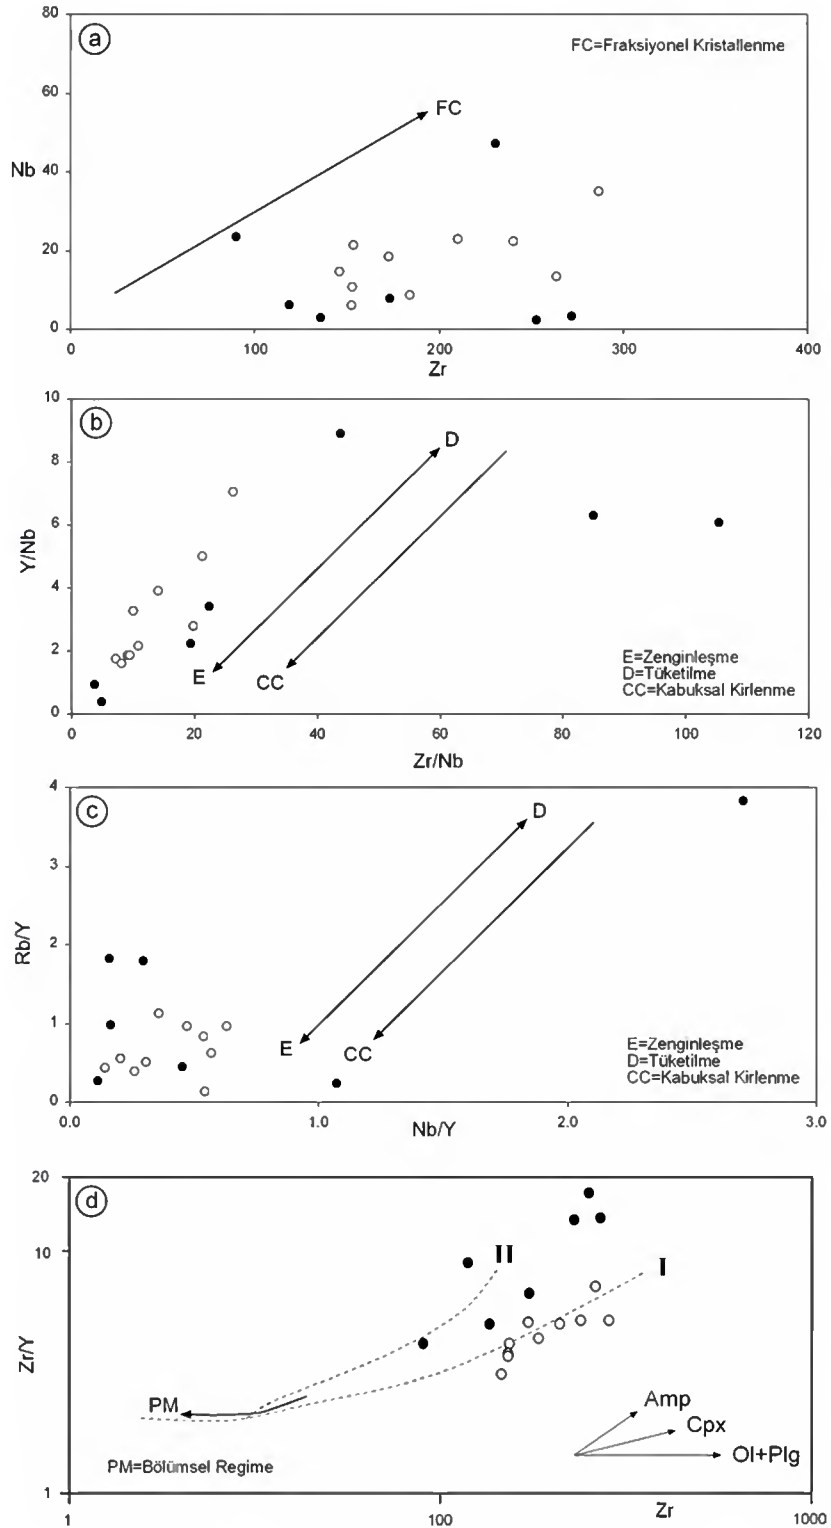 80
a
FC=Fraksiyonel Kristallenme
60
FC
Nb 40
20
0
0 100 200 300 400
Zr
10
b
D
8
6
Y/Nb
4
2
E CC
E=Zenginleşme
D=Tüketilme
CC=Kabuksal Kirlenme
0
0 20 40 60 80 100 120
Zr/Nb
4
c
D
3
Rb/Y
2
1
E CC
E=Zenginleşme
D=Tüketilme
CC=Kabuksal Kirlenme
0
0.0 1.0 2.0 3.0
Nb/Y
20
d
10
II
I
Zr/Y
PM
Amp
Cpx
Ol+Plg
PM=Bölümsel Regime
1
1 100 Zr 1000